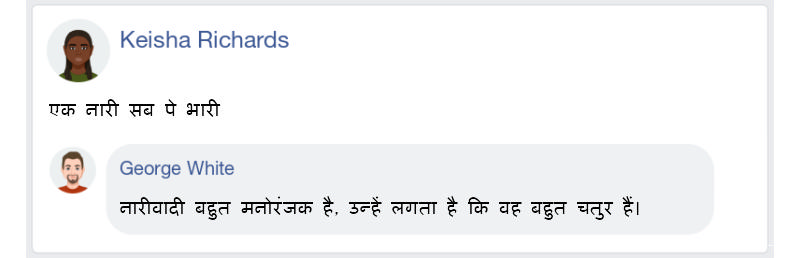 Keisha Richards
एक नारी सब पे भारी
George White
नारीवादी बहुत मनोरंजक है, उन्हें लगता है कि वह बहुत चतुर हैं।